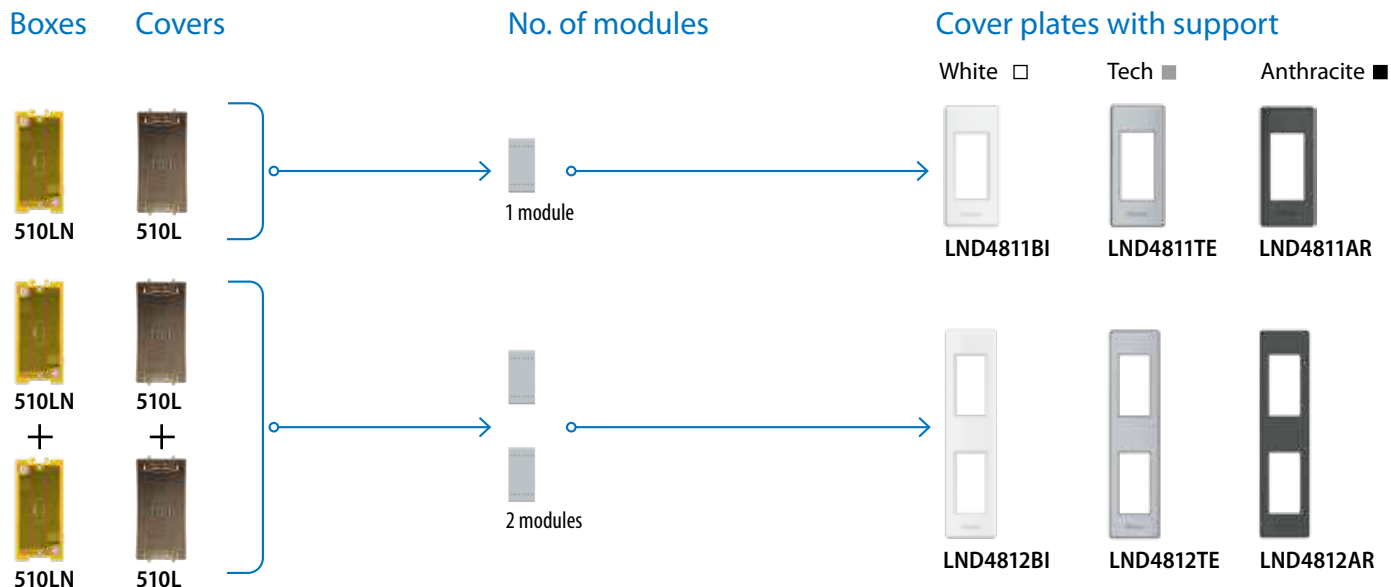 Boxes Covers No. of modules Cover plates with support
White Tech Anthracite
510LN 510L 1 module LND4811BI LND4811TE LND4811AR
510LN 510L
+ +
2 modules
510LN 510L LND4812BI LND4812TE LND4812AR